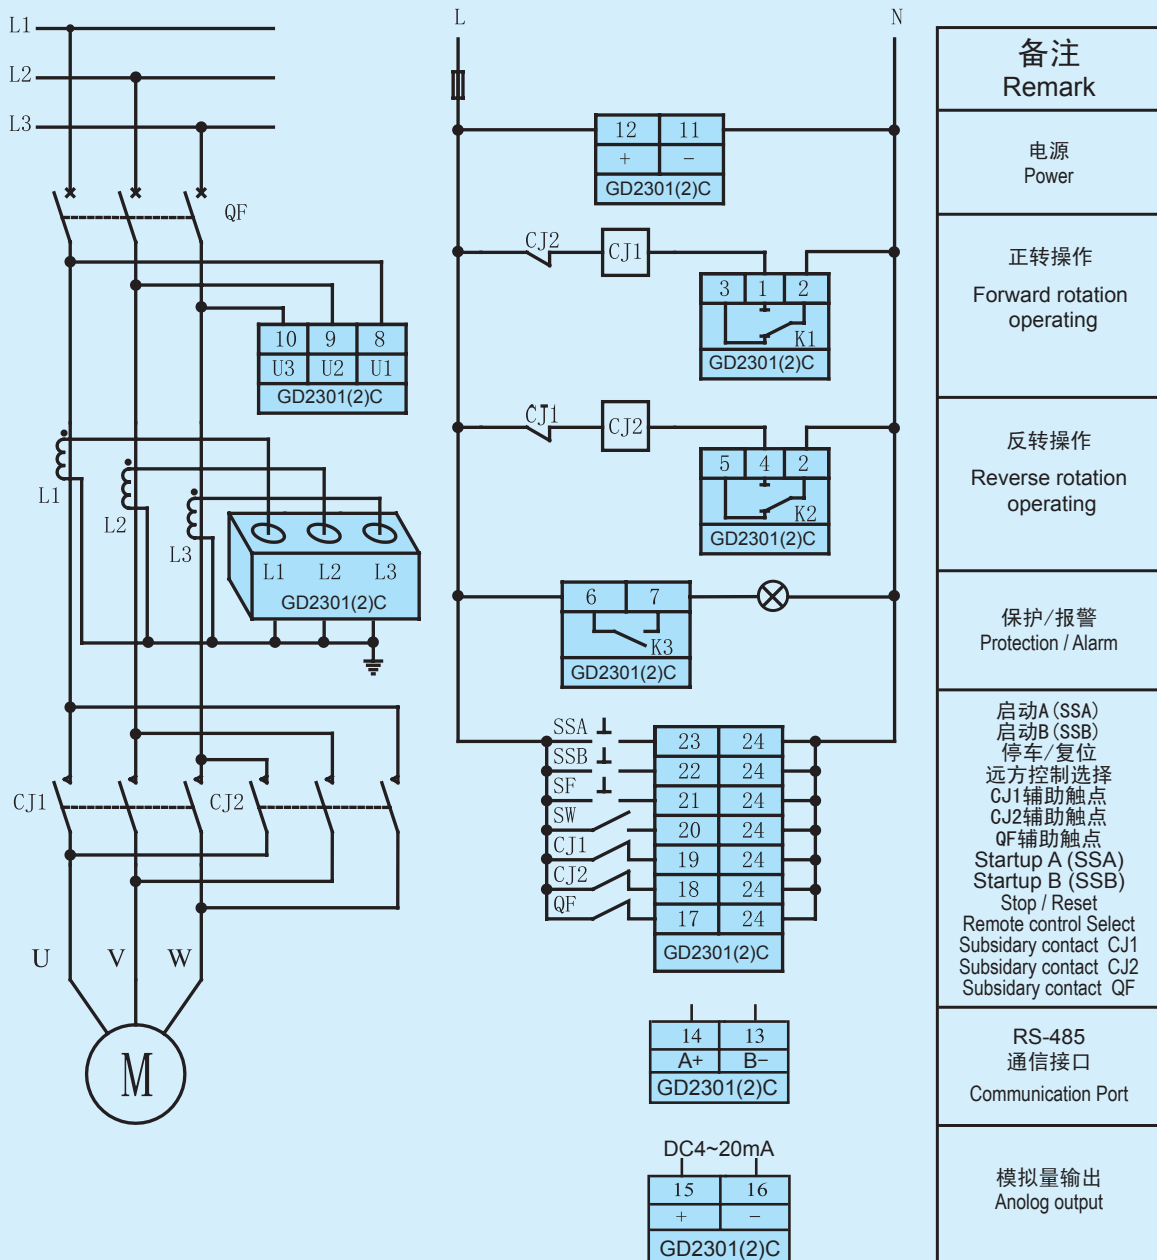 L1
L2
L3
QF
10 9 8
U3 U2 U1
GD2301(2)C
L1
L2
L3
L1 L2 L3
GD2301(2)C
CJ1
CJ2
U V W
M
L
N
12 11
+ −
GD2301(2)C
CJ2
CJ1
3 1 2
K1
GD2301(2)C
CJ1
CJ2
5 4 2
K2
GD2301(2)C
6 7
K3
GD2301(2)C
SSA
23 24
SSB
22 24
SF
21 24
SW
20 24
CJ1
19 24
CJ2
18 24
QF
17 24
GD2301(2)C
14 13
A+ B−
GD2301(2)C
DC4~20mA
15 16
+ −
GD2301(2)C
备注
Remark
电源
Power
正转操作
Forward rotation
operating
反转操作
Reverse rotation
operating
保护/报警
Protection / Alarm
启动A(SSA)
启动B(SSB)
停车/复位
远方控制选择
CJ1辅助触点
CJ2辅助触点
QF辅助触点
Startup A (SSA)
Startup B (SSB)
Stop / Reset
Remote control Select
Subsidary contact CJ1
Subsidary contact CJ2
Subsidary contact QF
RS-485
通信接口
Communication Port
模拟量输出
Anolog output